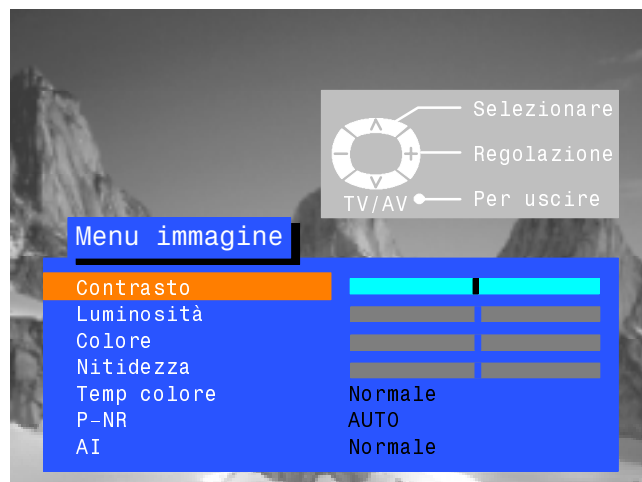 Selezionare
Regolazione
TV/AV Per uscire
Menu immagine
Contrasto
Luminosità
Colore
Nitidezza
Temp colore Normale
P-NR AUTO
AI Normale